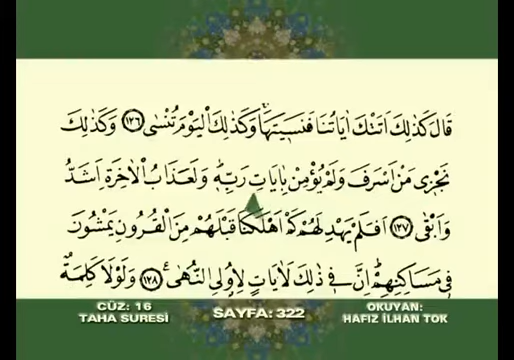 قَالَ كَذٰلِكَ اَتَتْكَ اٰيَاتُنَا فَنَسٖيتَهَاۚ وَكَذٰلِكَ الْيَوْمَ تُنْسٰى ﴿١٢٦﴾ وَكَذٰلِكَ
نَجْزٖى مَنْ اَسْرَفَ وَلَمْ يُؤْمِنْ بِاٰيَاتِ رَبِّهٖۜ وَلَعَذَابُ الْاٰخِرَةِ اَشَدُّ
وَاَبْقٰى ﴿١٢٧﴾ اَفَلَمْ يَهْدِ لَهُمْ كَمْ اَهْلَكْنَا قَبْلَهُمْ مِنَ الْقُرُونِ يَمْشُونَ
فٖى مَسَاكِنِهِمْۜ اِنَّ فٖى ذٰلِكَ لَاٰيَاتٍ لِاُولِى النُّهٰىۚ ﴿١٢٨﴾ وَلَوْلَا كَلِمَةٌ
CÜZ: 16 SAYFA: 322 OKUYAN:
TAHA SURESİ HAFIZ İLHAN TOK